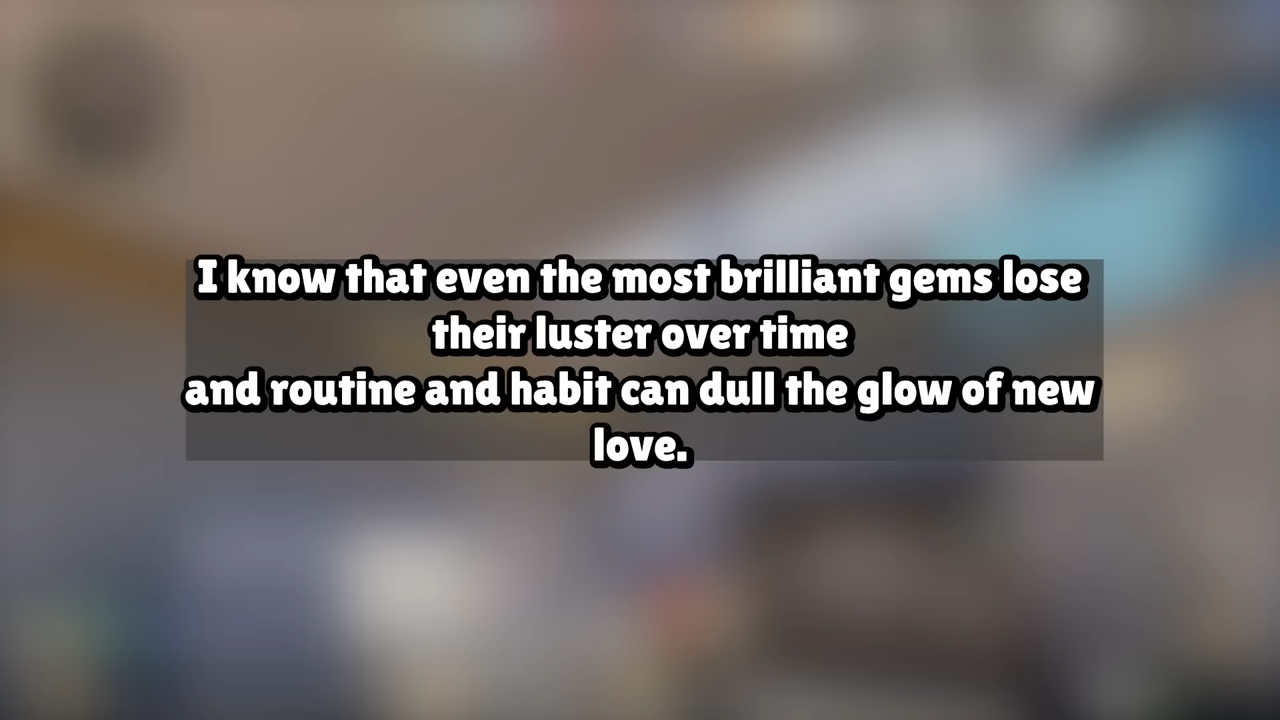 I know that even the most brilliant gems lose
their luster over time
and routine and habit can dull the glow of new
love.